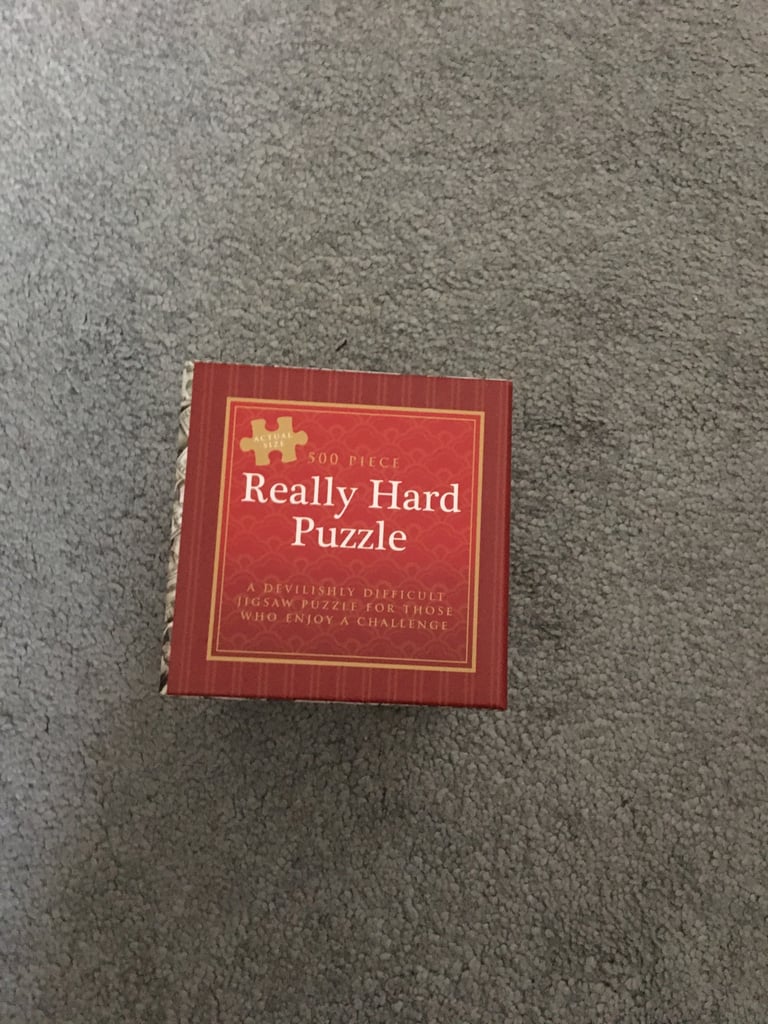 ACTUAL
SIZE
500 PIECE
Really Hard
Puzzle
A DEVILISHLY DIFFICULT
JIGSAW PUZZLE FOR THOSE
WHO ENJOY A CHALLENGE